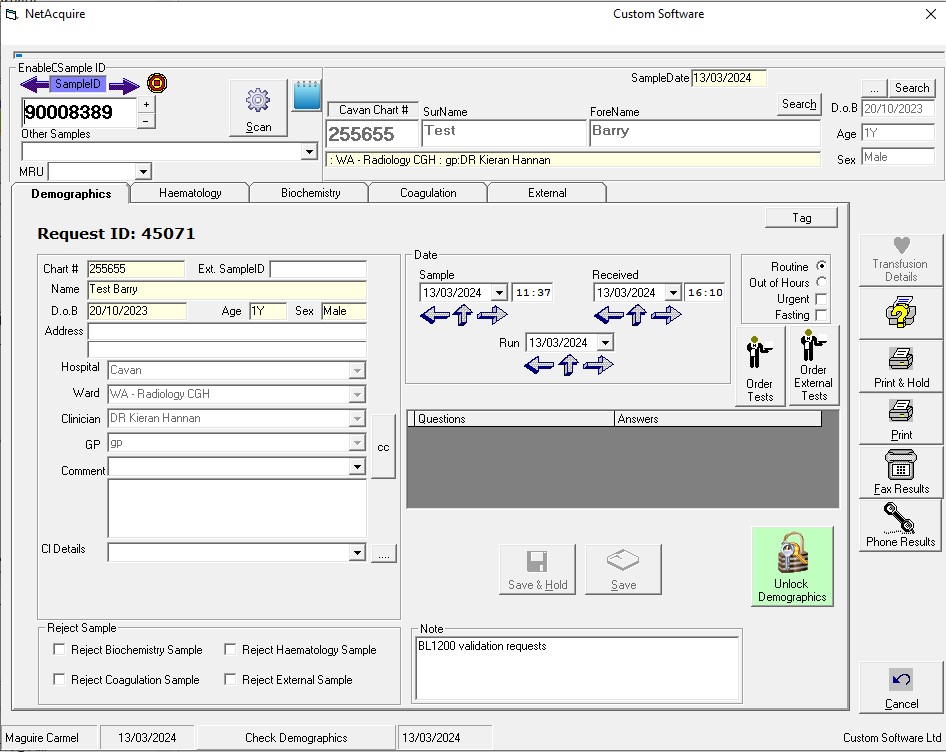 NetAcquire
Custom Software
EnableCSample ID
SampleID
90008389
+
-
Other Samples
MRU
Scan
SampleDate 13/03/2024
Cavan Chart # SurName ForeName Search
255655 Test Barry
: WA - Radiology CGH : gp:DR Kieran Hannan
... Search
D.o.B 20/10/2023
Age 1Y
Sex Male
Demographics Haematology Biochemistry Coagulation External
Tag
Request ID: 45071
Chart # 255655 Ext. SampleID
Name Test Barry
D.o.B 20/10/2023 Age 1Y Sex Male
Address
Hospital Cavan
Ward WA - Radiology CGH
Clinician DR Kieran Hannan
GP gp
cc
Comment
Cl Details
....
Date
Sample Received
13/03/2024 11:37 13/03/2024 16:10
Run 13/03/2024
Routine
Out of Hours
Urgent
Fasting
Order Tests
Order External Tests
Questions Answers
Save & Hold
Save
Unlock Demographics
Reject Sample
Reject Biochemistry Sample Reject Haematology Sample
Reject Coagulation Sample Reject External Sample
Note
BL1200 validation requests
Transfusion Details
Print & Hold
Print
Fax Results
Phone Results
Cancel
Maguire Carmel 13/03/2024 Check Demographics 13/03/2024 Custom Software Ltd